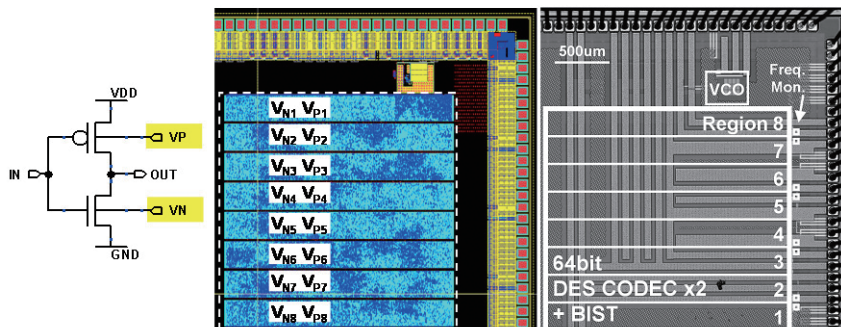 VDD
VP
IN
OUT
VN
GND
VN1 VP1
VN2 VP2
VN3 VP3
VN4 VP4
VN5 VP5
VN6 VP6
VN7 VP7
VN8 VP8
500um
VCO
Freq.
Mon.
Region 8
7
6
5
4
64bit 3
DES CODEC x2 2
+ BIST 1